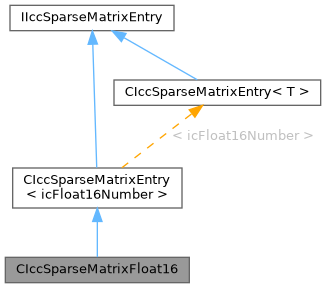 IIccSparseMatrixEntry
CIccSparseMatrixEntry< T >
< icFloat16Number >
CIccSparseMatrixEntry
< icFloat16Number >
CIccSparseMatrixFloat16